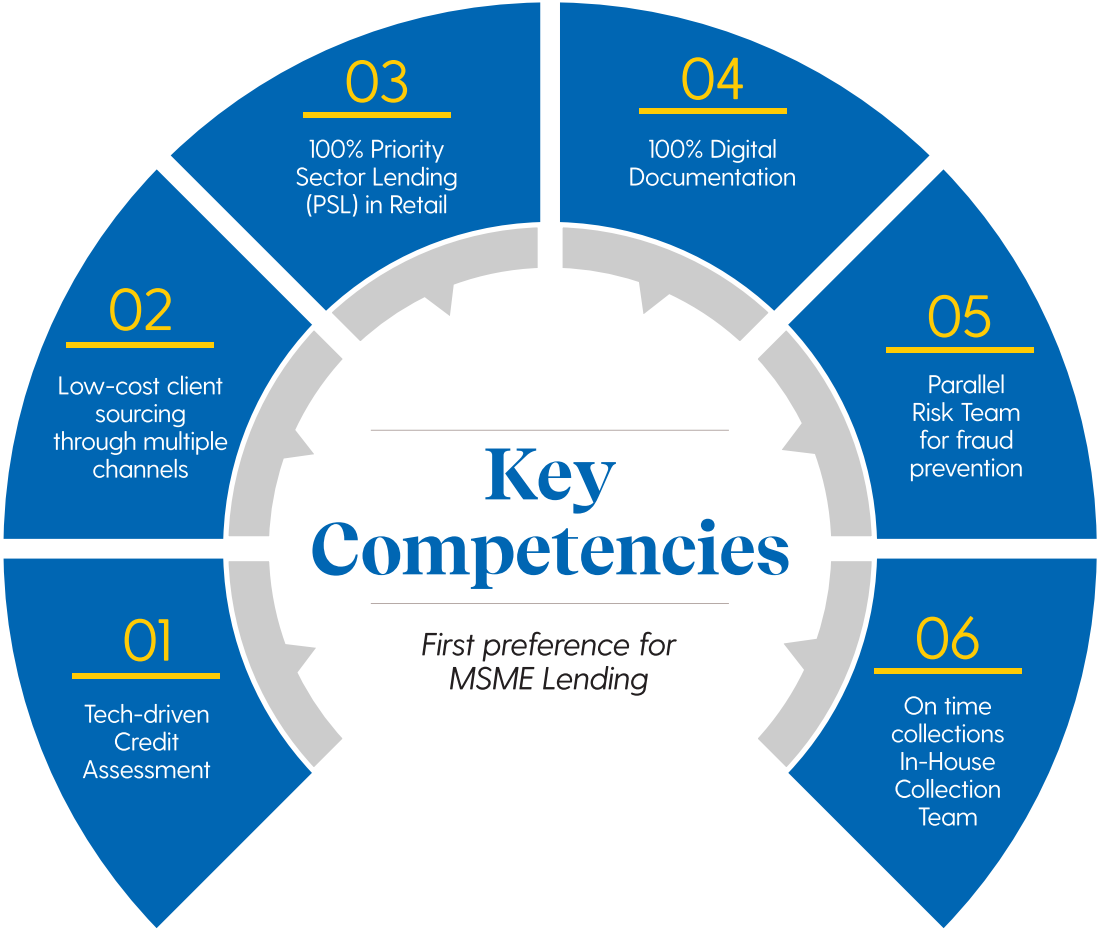 Key
Competencies
First preference for
MSME Lending
01
Tech-driven
Credit
Assessment
02
Low-cost client
sourcing
through multiple
channels
03
100% Priority
Sector Lending
(PSL) in Retail
04
100% Digital
Documentation
05
Parallel
Risk Team
for fraud
prevention
06
On time
collections
In-House
Collection
Team